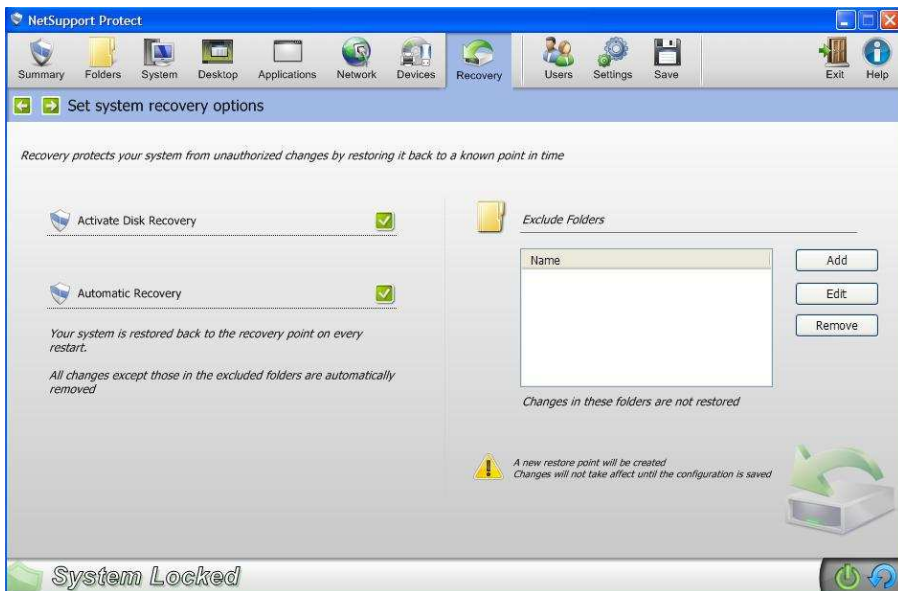 NetSupport Protect
Summary Folders System Desktop Applications Network Devices Recovery Users Settings Save Exit Help
Set system recovery options
Recovery protects your system from unauthorized changes by restoring it back to a known point in time
Activate Disk Recovery
Exclude Folders
Name
Add
Automatic Recovery
Edit
Remove
Your system is restored back to the recovery point on every
restart.
All changes except those in the excluded folders are automatically
removed
Changes in these folders are not restored
A new restore point will be created
Changes will not take affect until the configuration is saved
System Locked